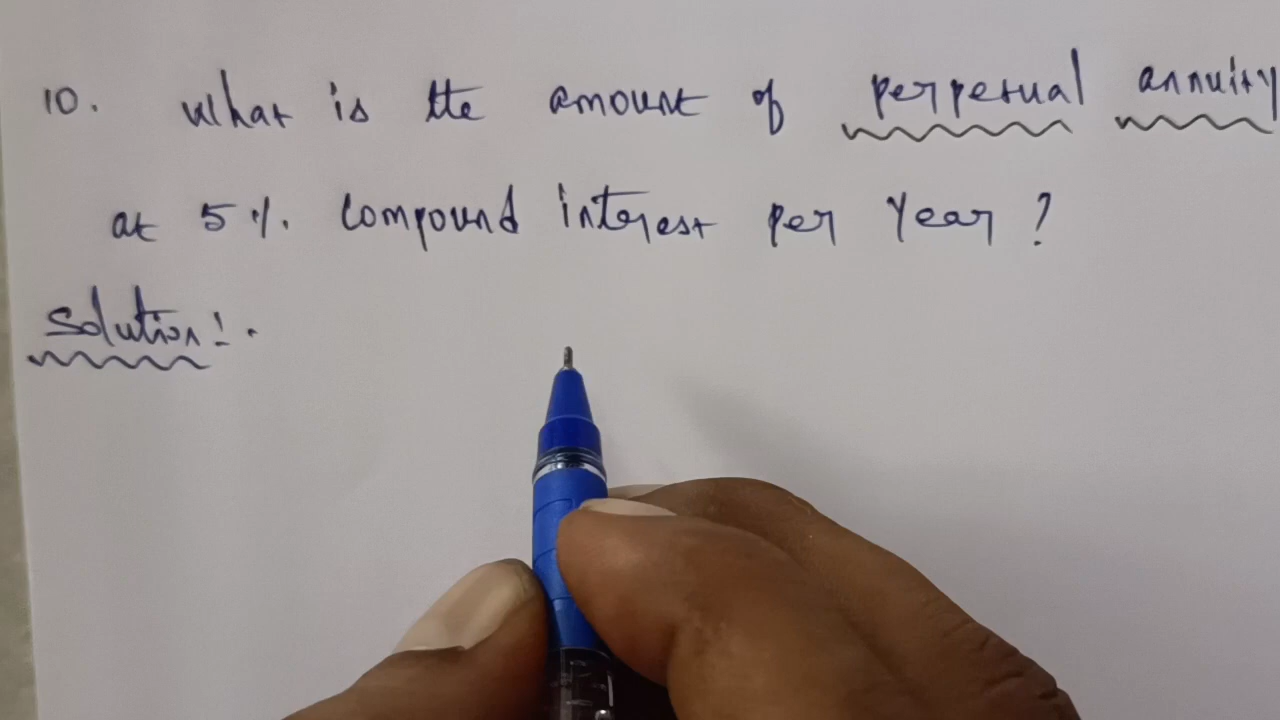 10. What is the amount of perpetual annuity
at 5%. Compound interest per Year?
Solution:.